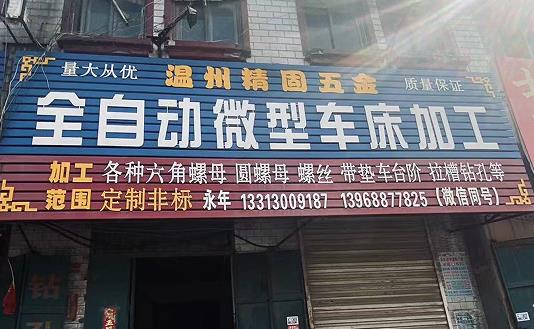 量大从优 温州精固五金 质量保证
全自动微型车床加工
加工 各种六角螺母 圆螺母 螺丝 带垫车台阶 拉槽钻孔等
范围 定制非标 永年 13313009187 13968877825(微信同号)
钻孔